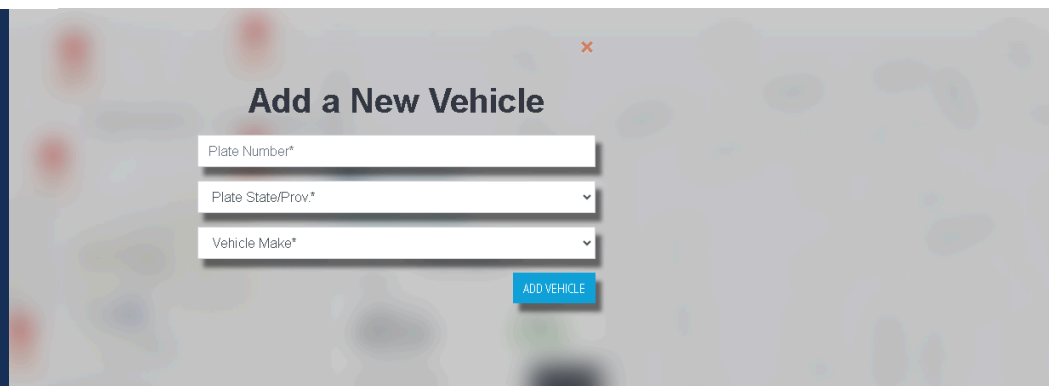 ×
Add a New Vehicle
Plate Number*
Plate State/Prov.*
Vehicle Make*
ADD VEHICLE